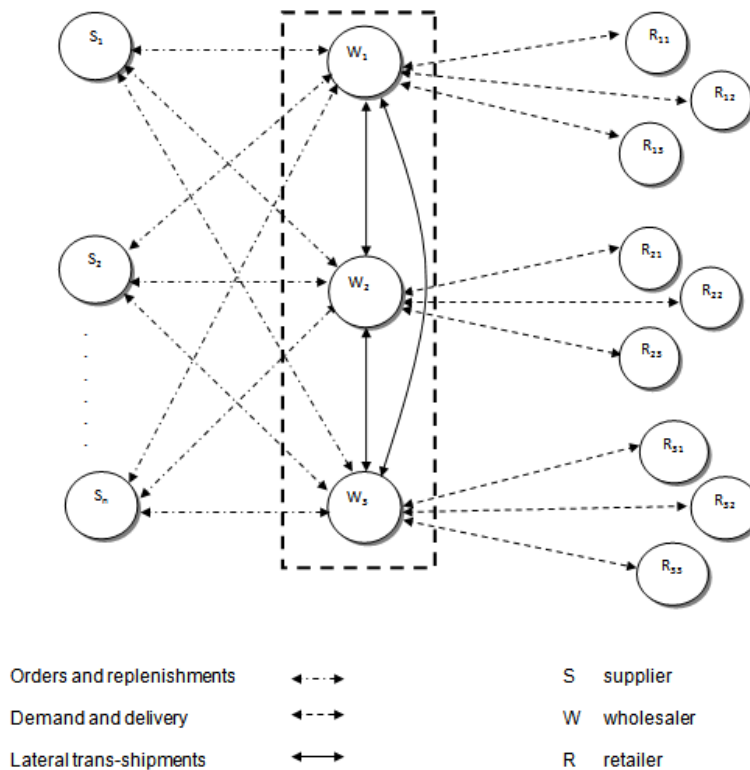 S₁
W₁
R₁₁
R₁₂
R₁₃
S₂
W₂
R₂₁
R₂₂
R₂₃
Sₙ
W₃
R₃₁
R₃₂
R₃₃
Orders and replenishments
S supplier
Demand and delivery
W wholesaler
Lateral trans-shipments
R retailer